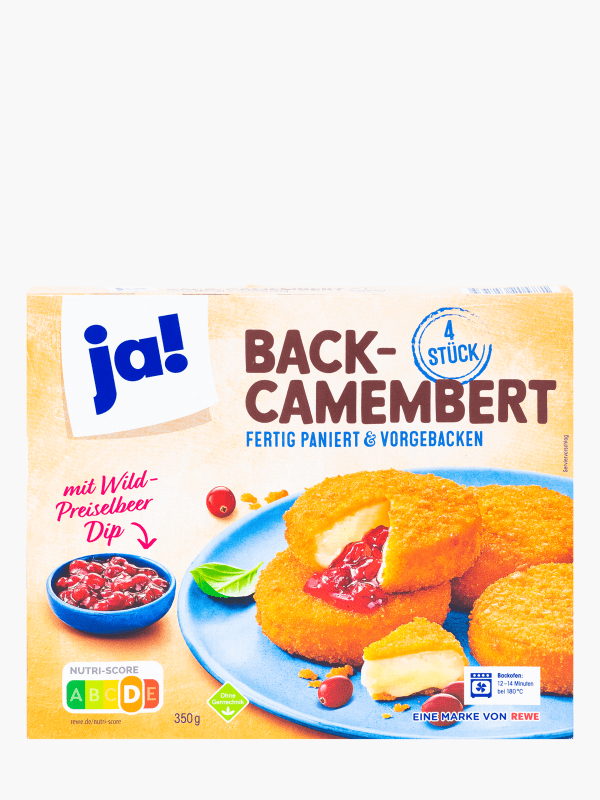 ja!
4
STÜCK
BACK-
CAMEMBERT
FERTIG PANIERT & VORGEBACKEN
mit Wild-
Preiselbeer
Dip
Serviervorschlag
NUTRI-SCORE
A B C D E
rewe.de/nutri-score
350 g
Ohne
Gentechnik
Backofen:
12–14 Minuten
bei 180 °C
EINE MARKE VON REWE